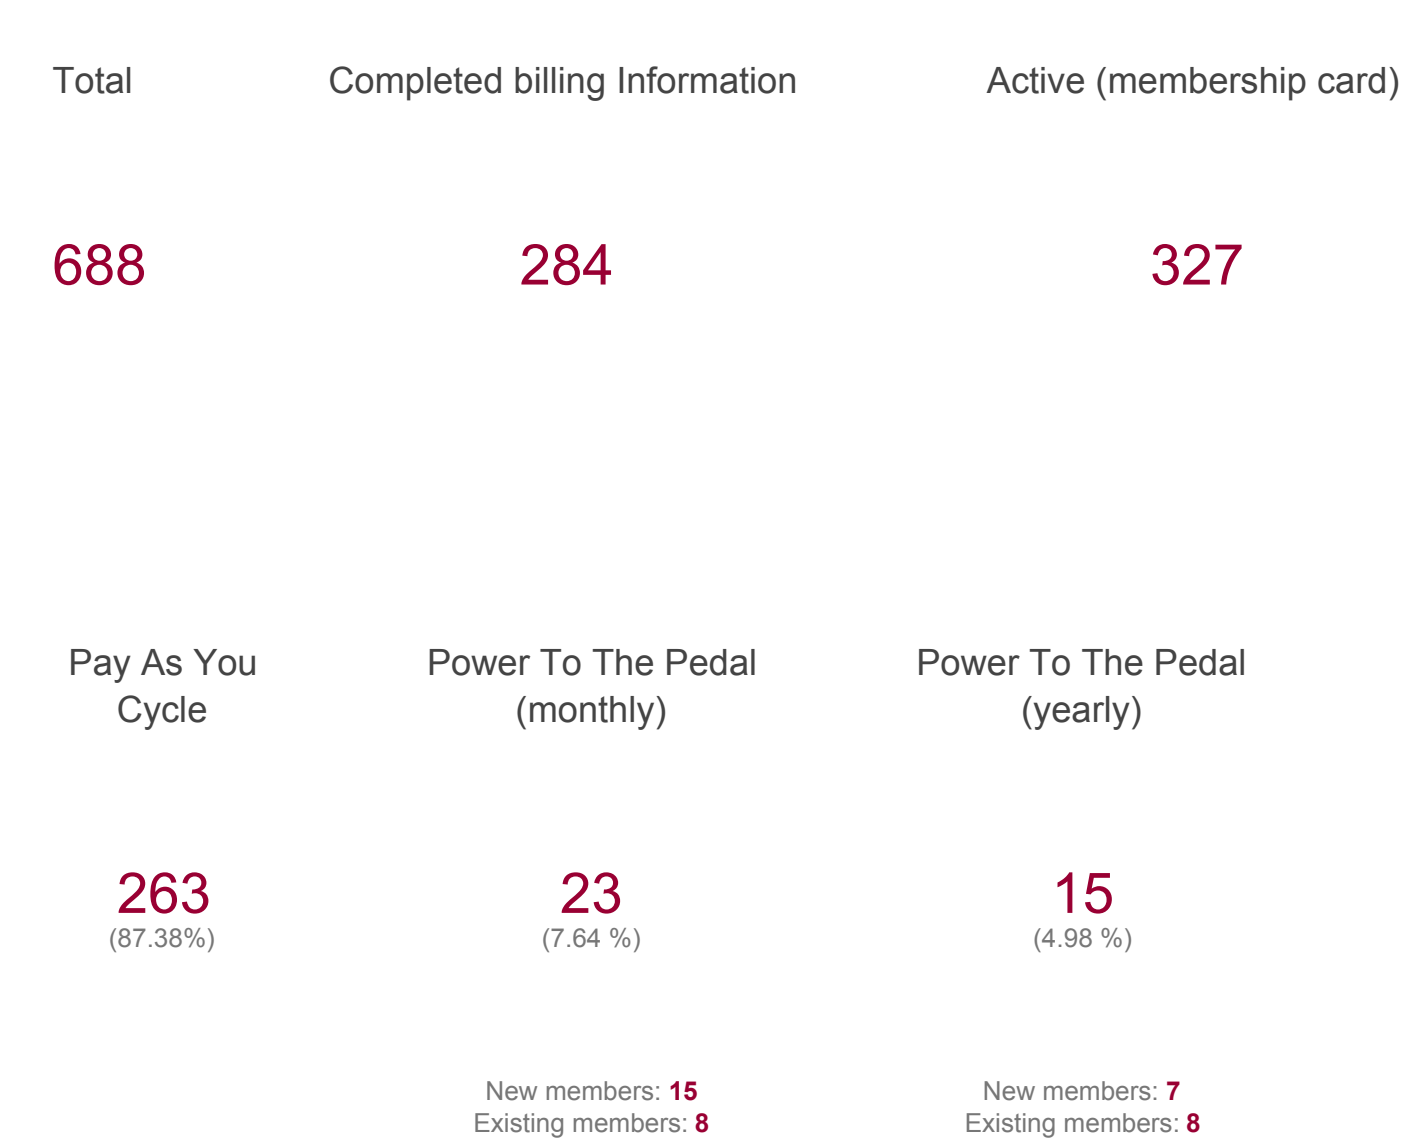 Total
Completed billing Information
Active (membership card)
688
284
327
Pay As You
Cycle
Power To The Pedal
(monthly)
Power To The Pedal
(yearly)
263
(87.38%)
23
(7.64 %)
15
(4.98 %)
New members: 15
Existing members: 8
New members: 7
Existing members: 8